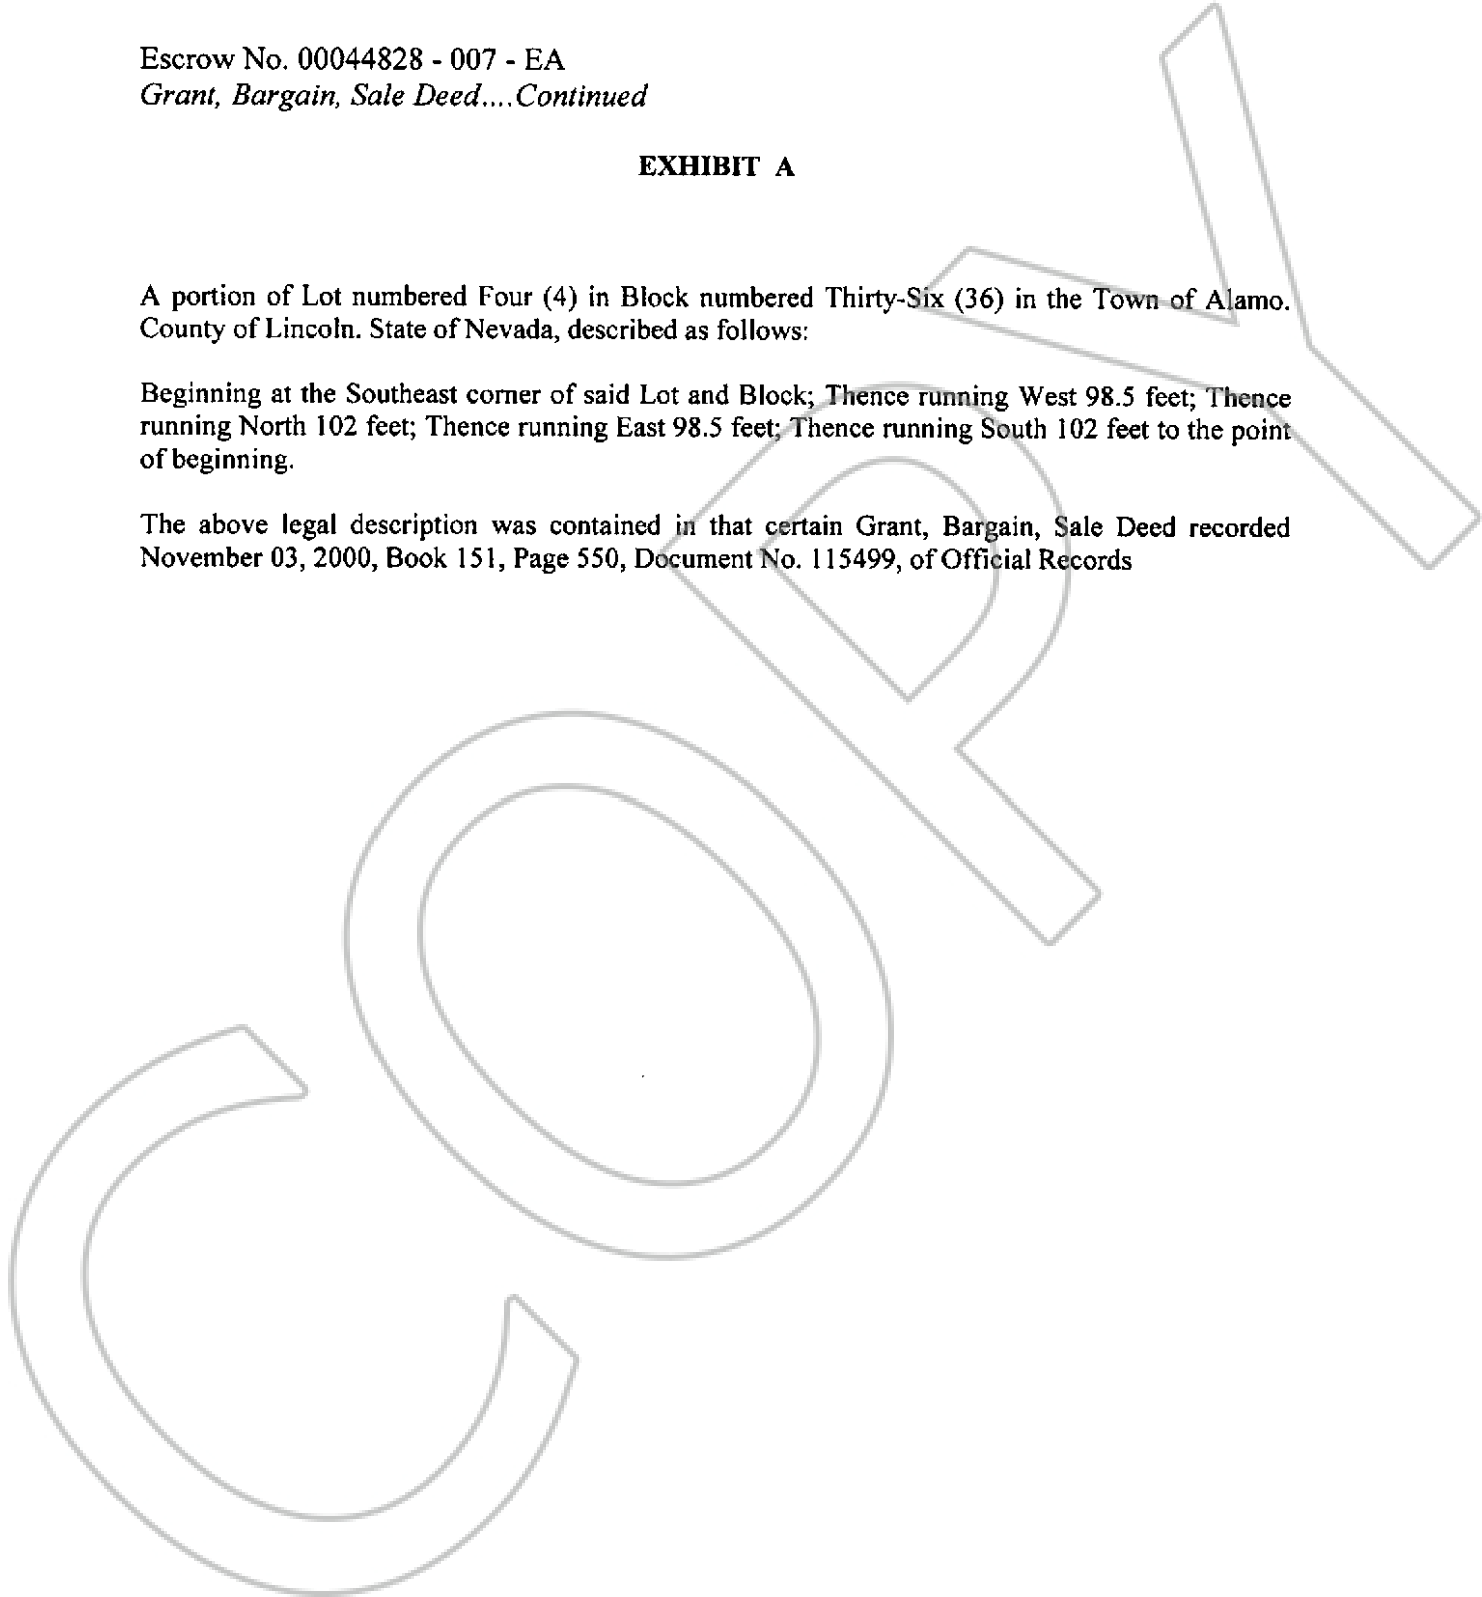 Escrow No. 00044828 - 007 - EA
Grant, Bargain, Sale Deed....Continued
EXHIBIT A
A portion of Lot numbered Four (4) in Block numbered Thirty-Six (36) in the Town of Alamo.
County of Lincoln. State of Nevada, described as follows:
Beginning at the Southeast corner of said Lot and Block; Thence running West 98.5 feet; Thence
running North 102 feet; Thence running East 98.5 feet; Thence running South 102 feet to the point
of beginning.
The above legal description was contained in that certain Grant, Bargain, Sale Deed recorded
November 03, 2000, Book 151, Page 550, Document No. 115499, of Official Records
COPY